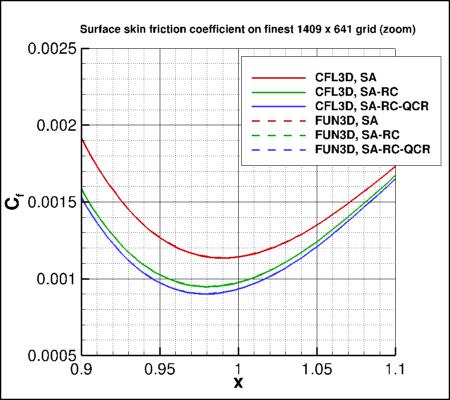 Surface skin friction coefficient on finest 1409 x 641 grid (zoom)
0.0025
CFL3D, SA
CFL3D, SA-RC
CFL3D, SA-RC-QCR
FUN3D, SA
FUN3D, SA-RC
FUN3D, SA-RC-QCR
0.002
0.0015
Cf
0.001
0.0005
0.9 0.95 1 1.05 1.1
x